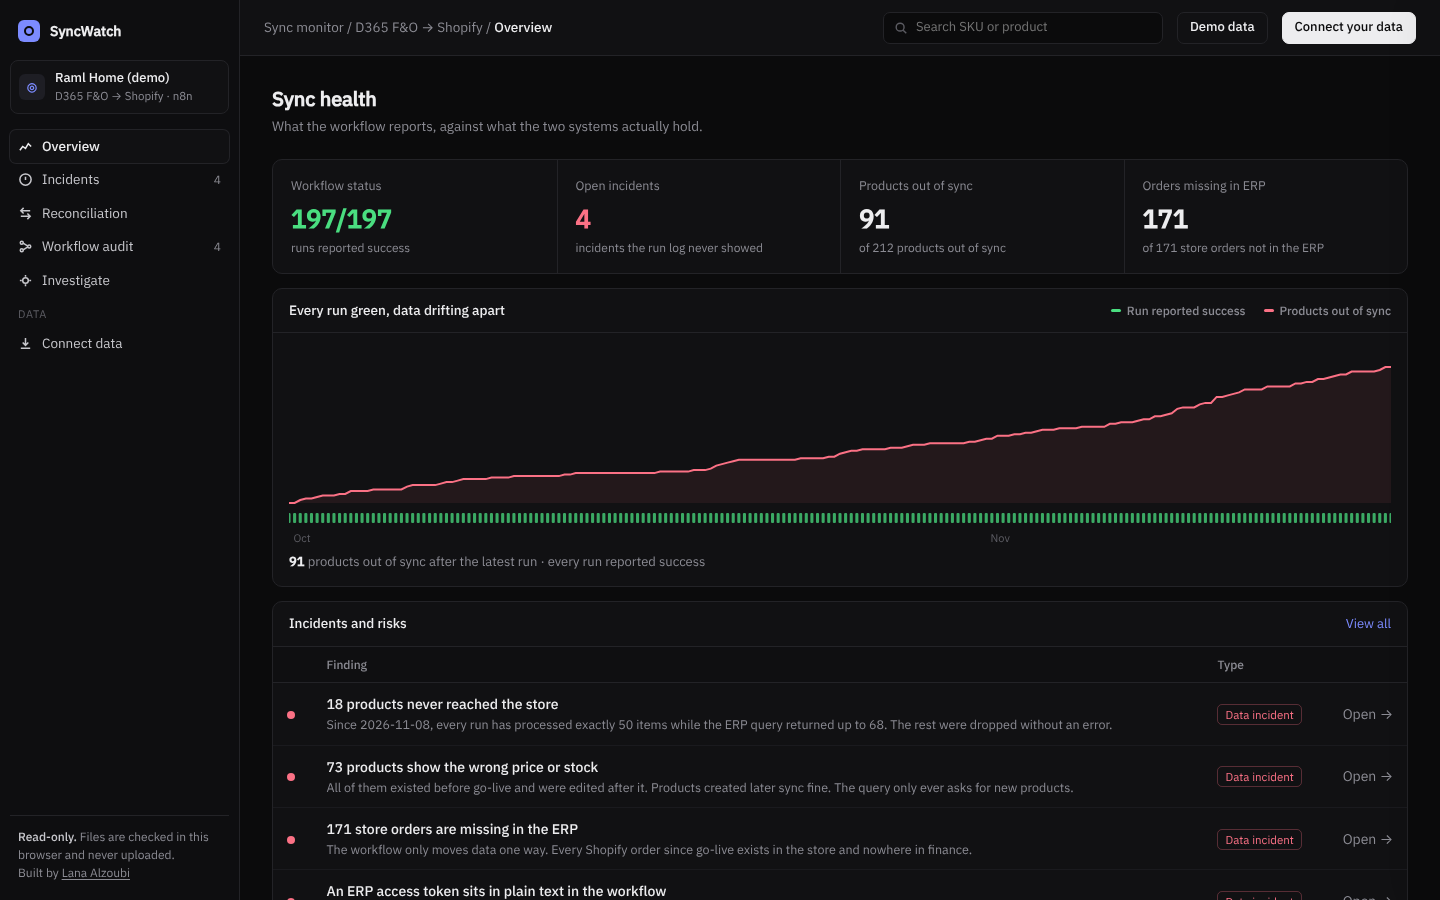 SyncWatch
Raml Home (demo)
D365 F&O → Shopify · n8n
Overview
Incidents 4
Reconciliation
Workflow audit 4
Investigate
DATA
Connect data
Read-only. Files are checked in this
browser and never uploaded.
Built by Lana Alzoubi
Sync monitor / D365 F&O → Shopify / Overview
Search SKU or product
Demo data
Connect your data
Sync health
What the workflow reports, against what the two systems actually hold.
Workflow status
197/197
runs reported success
Open incidents
4
incidents the run log never showed
Products out of sync
91
of 212 products out of sync
Orders missing in ERP
171
of 171 store orders not in the ERP
Every run green, data drifting apart
Run reported success
Products out of sync
Oct
Nov
91 products out of sync after the latest run · every run reported success
Incidents and risks
View all
Finding
Type
18 products never reached the store
Since 2026-11-08, every run has processed exactly 50 items while the ERP query returned up to 68. The rest were dropped without an error.
Data incident
Open →
73 products show the wrong price or stock
All of them existed before go-live and were edited after it. Products created later sync fine. The query only ever asks for new products.
Data incident
Open →
171 store orders are missing in the ERP
The workflow only moves data one way. Every Shopify order since go-live exists in the store and nowhere in finance.
Data incident
Open →
An ERP access token sits in plain text in the workflow